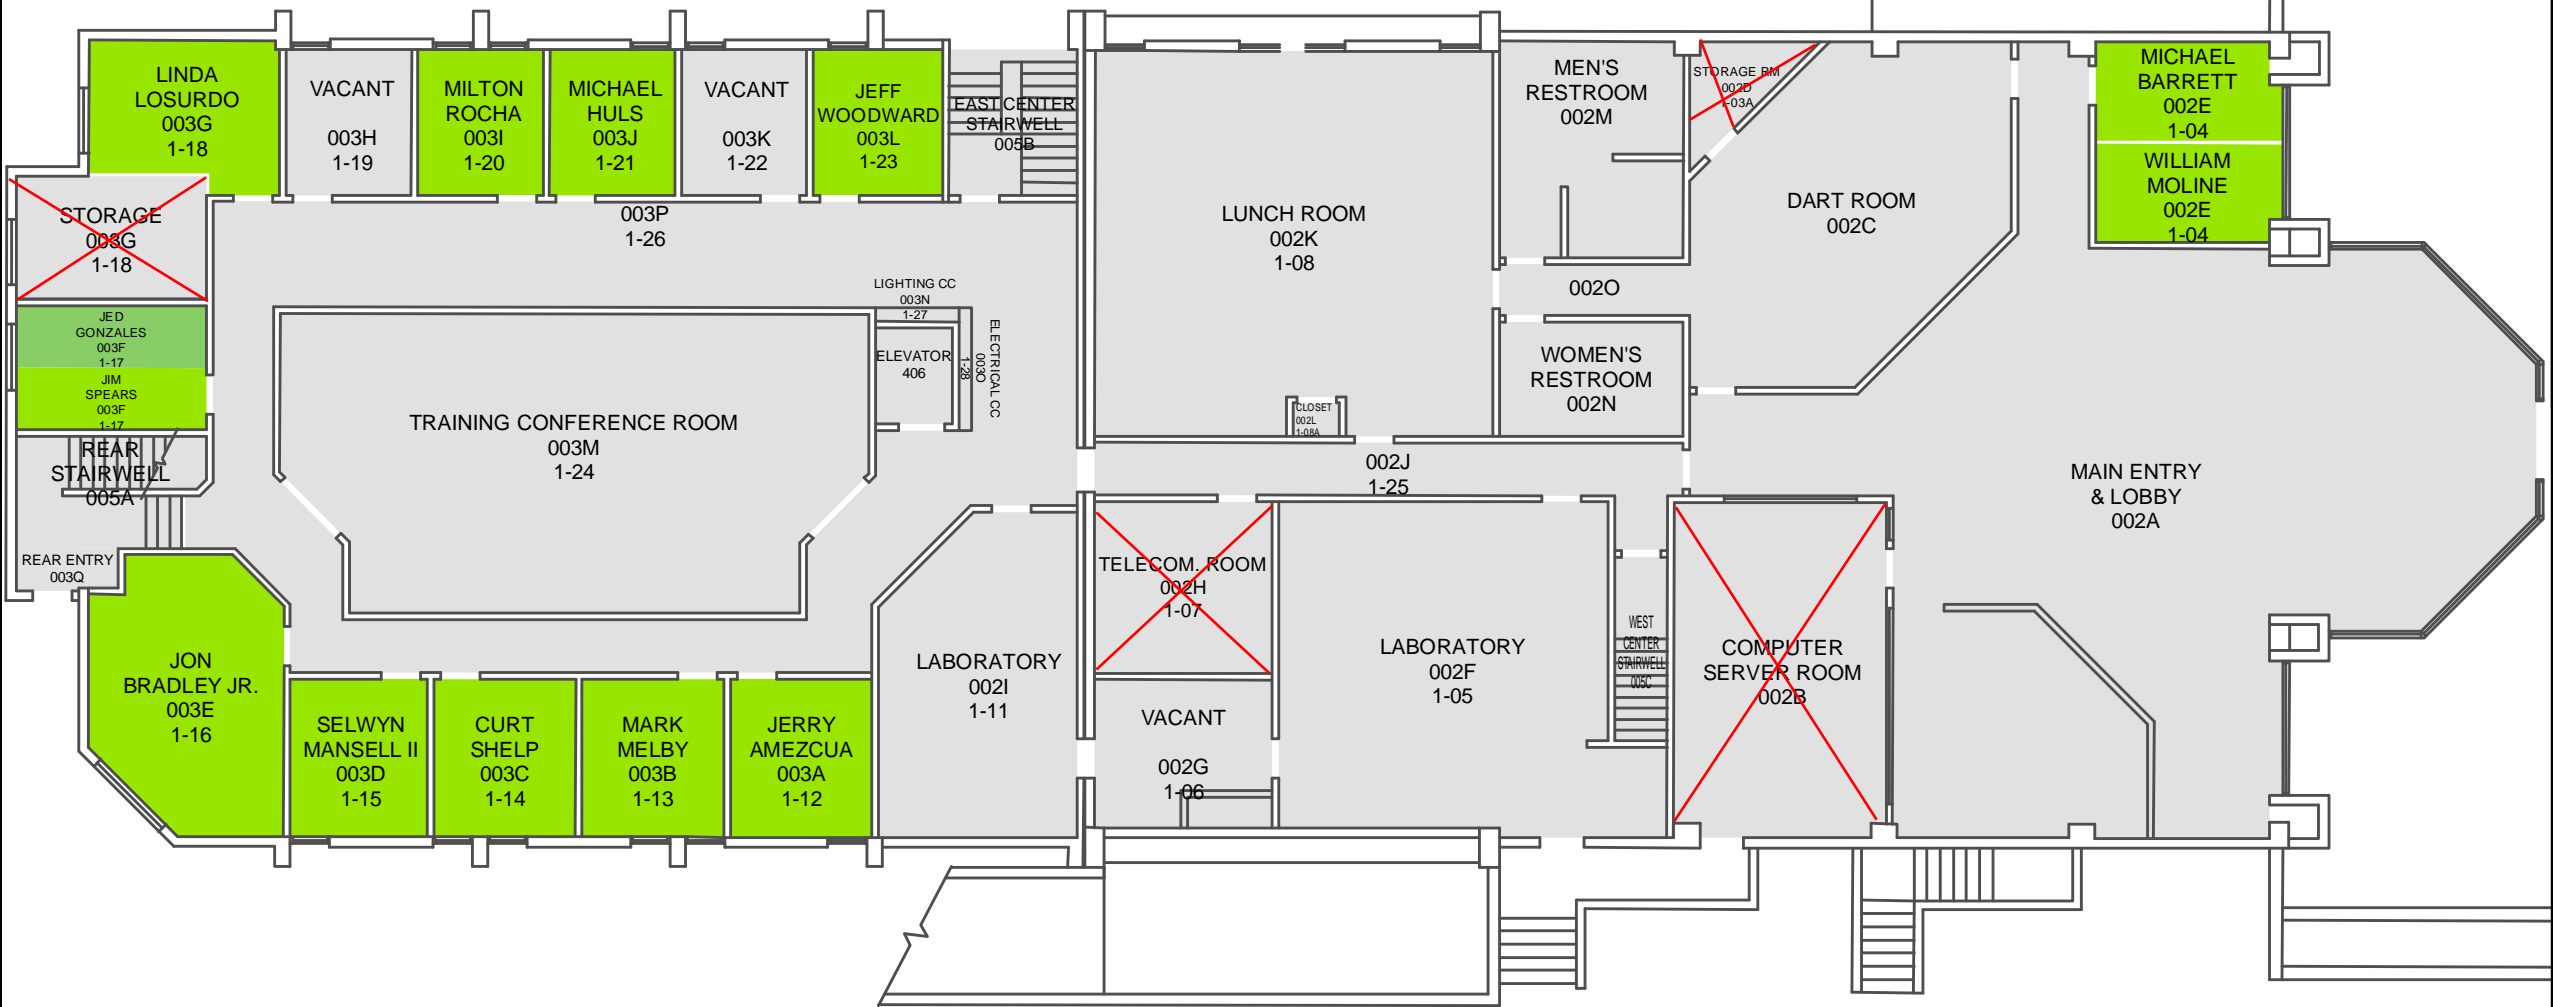 LINDA
LOSURDO
003G
1-18
VACANT
003H
1-19
MILTON
ROCHA
003I
1-20
MICHAEL
HULS
003J
1-21
VACANT
003K
1-22
JEFF
WOODWARD
003L
1-23
EAST CENTER
STAIRWELL
005B
MEN'S
RESTROOM
002M
STORAGE RM
002D
1-03A
MICHAEL
BARRETT
002E
1-04
WILLIAM
MOLINE
002E
1-04
STORAGE
003G
1-18
003P
1-26
LUNCH ROOM
002K
1-08
DART ROOM
002C
LIGHTING CC
003N
1-27
002O
JED
GONZALES
003F
1-17
JIM
SPEARS
003F
1-17
ELEVATOR
406
ELECTRICAL CC
003O
1-28
WOMEN'S
RESTROOM
002N
CLOSET
002L
1-08A
TRAINING CONFERENCE ROOM
003M
1-24
REAR
STAIRWELL
005A
002J
1-25
MAIN ENTRY
& LOBBY
002A
REAR ENTRY
003Q
TELECOM. ROOM
002H
1-07
JON
BRADLEY JR.
003E
1-16
LABORATORY
002I
1-11
LABORATORY
002F
1-05
WEST
CENTER
STAIRWELL
005C
COMPUTER
SERVER ROOM
002B
SELWYN
MANSELL II
003D
1-15
CURT
SHELP
003C
1-14
MARK
MELBY
003B
1-13
JERRY
AMEZCUA
003A
1-12
VACANT
002G
1-06